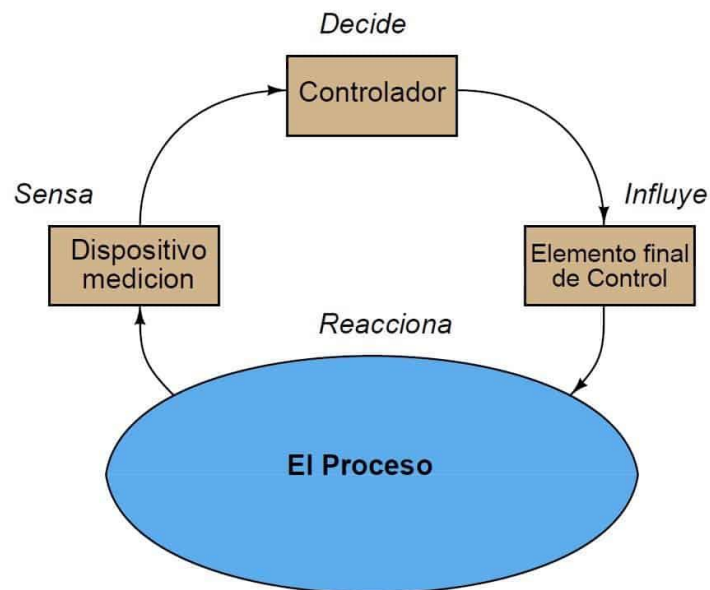 Decide
Controlador
Sensa
Influye
Dispositivo
medicion
Elemento final
de Control
Reacciona
El Proceso